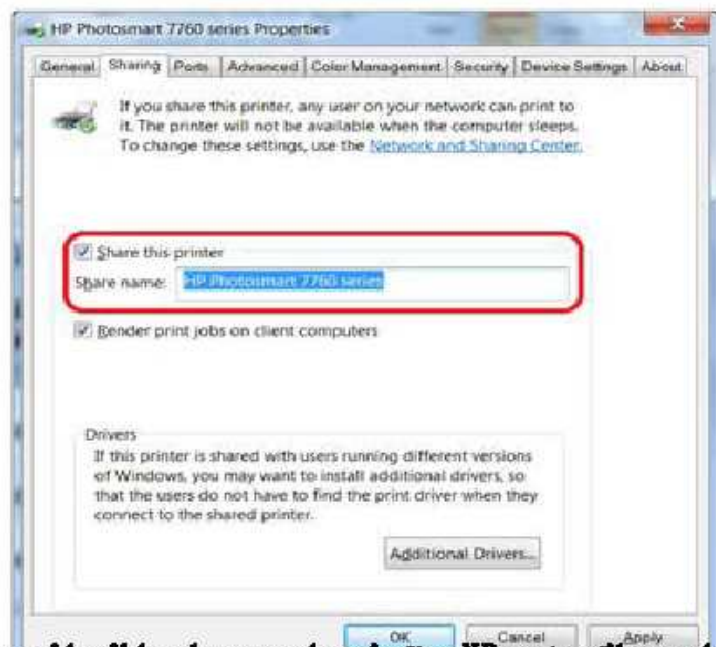 HP Photosmart 7760 series Properties
General Sharing Ports Advanced Color Management Security Device Settings About
If you share this printer, any user on your network can print to
it. The printer will not be available when the computer sleeps.
To change these settings, use the Network and Sharing Center.
Share this printer
Share name: HP Photosmart 7760 series
Render print jobs on client computers
Drivers
If this printer is shared with users running different versions
of Windows, you may want to install additional drivers, so
that the users do not have to find the print driver when they
connect to the shared printer.
Additional Drivers...
OK Cancel Apply